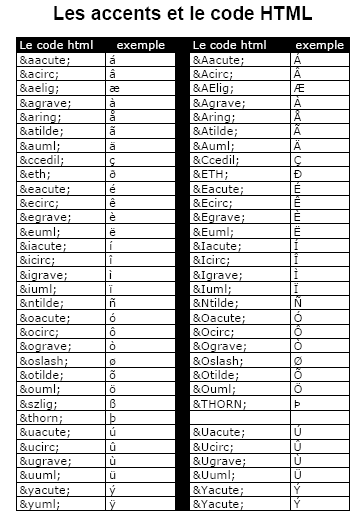 Les accents et le code HTML
Le code html exemple Le code html exemple
&aacute; á &Aacute; Á
&acirc; â &Acirc; Â
&aelig; æ &AElig; Æ
&agrave; à &Agrave; À
&aring; å &Aring; Å
&atilde; ã &Atilde; Ã
&auml; ä &Auml; Ä
&ccedil; ç &Ccedil; Ç
&eth; ð &ETH; Ð
&eacute; é &Eacute; É
&ecirc; ê &Ecirc; Ê
&egrave; è &Egrave; È
&euml; ë &Euml; Ë
&iacute; í &Iacute; Í
&icirc; î &Icirc; Î
&igrave; ì &Igrave; Ì
&iuml; ï &Iuml; Ï
&ntilde; ñ &Ntilde; Ñ
&oacute; ó &Oacute; Ó
&ocirc; ô &Ocirc; Ô
&ograve; ò &Ograve; Ò
&oslash; ø &Oslash; Ø
&otilde; õ &Otilde; Õ
&ouml; ö &Ouml; Ö
&szlig; ß &THORN; Þ
&thorn; þ
&uacute; ú &Uacute; Ú
&ucirc; û &Ucirc; Û
&ugrave; ù &Ugrave; Ù
&uuml; ü &Uuml; Ü
&yacute; ý &Yacute; Ý
&yuml; ÿ &Yacute; Ý